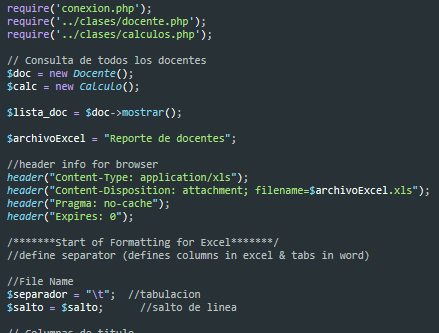 require('conexion.php');
require('../clases/docente.php');
require('../clases/calculos.php');
// Consulta de todos los docentes
$doc = new Docente();
$calc = new Calculo();
$lista_doc = $doc->mostrar();
$archivoExcel = "Reporte de docentes";
//header info for browser
header("Content-Type: application/xls");
header("Content-Disposition: attachment; filename=$archivoExcel.xls");
header("Pragma: no-cache");
header("Expires: 0");
/*******Start of Formatting for Excel*******/
//define separator (defines columns in excel & tabs in word)
//File Name
$separador = "\t";  //tabulacion
$salto = $salto;     //salto de linea
// Columnas de titulo